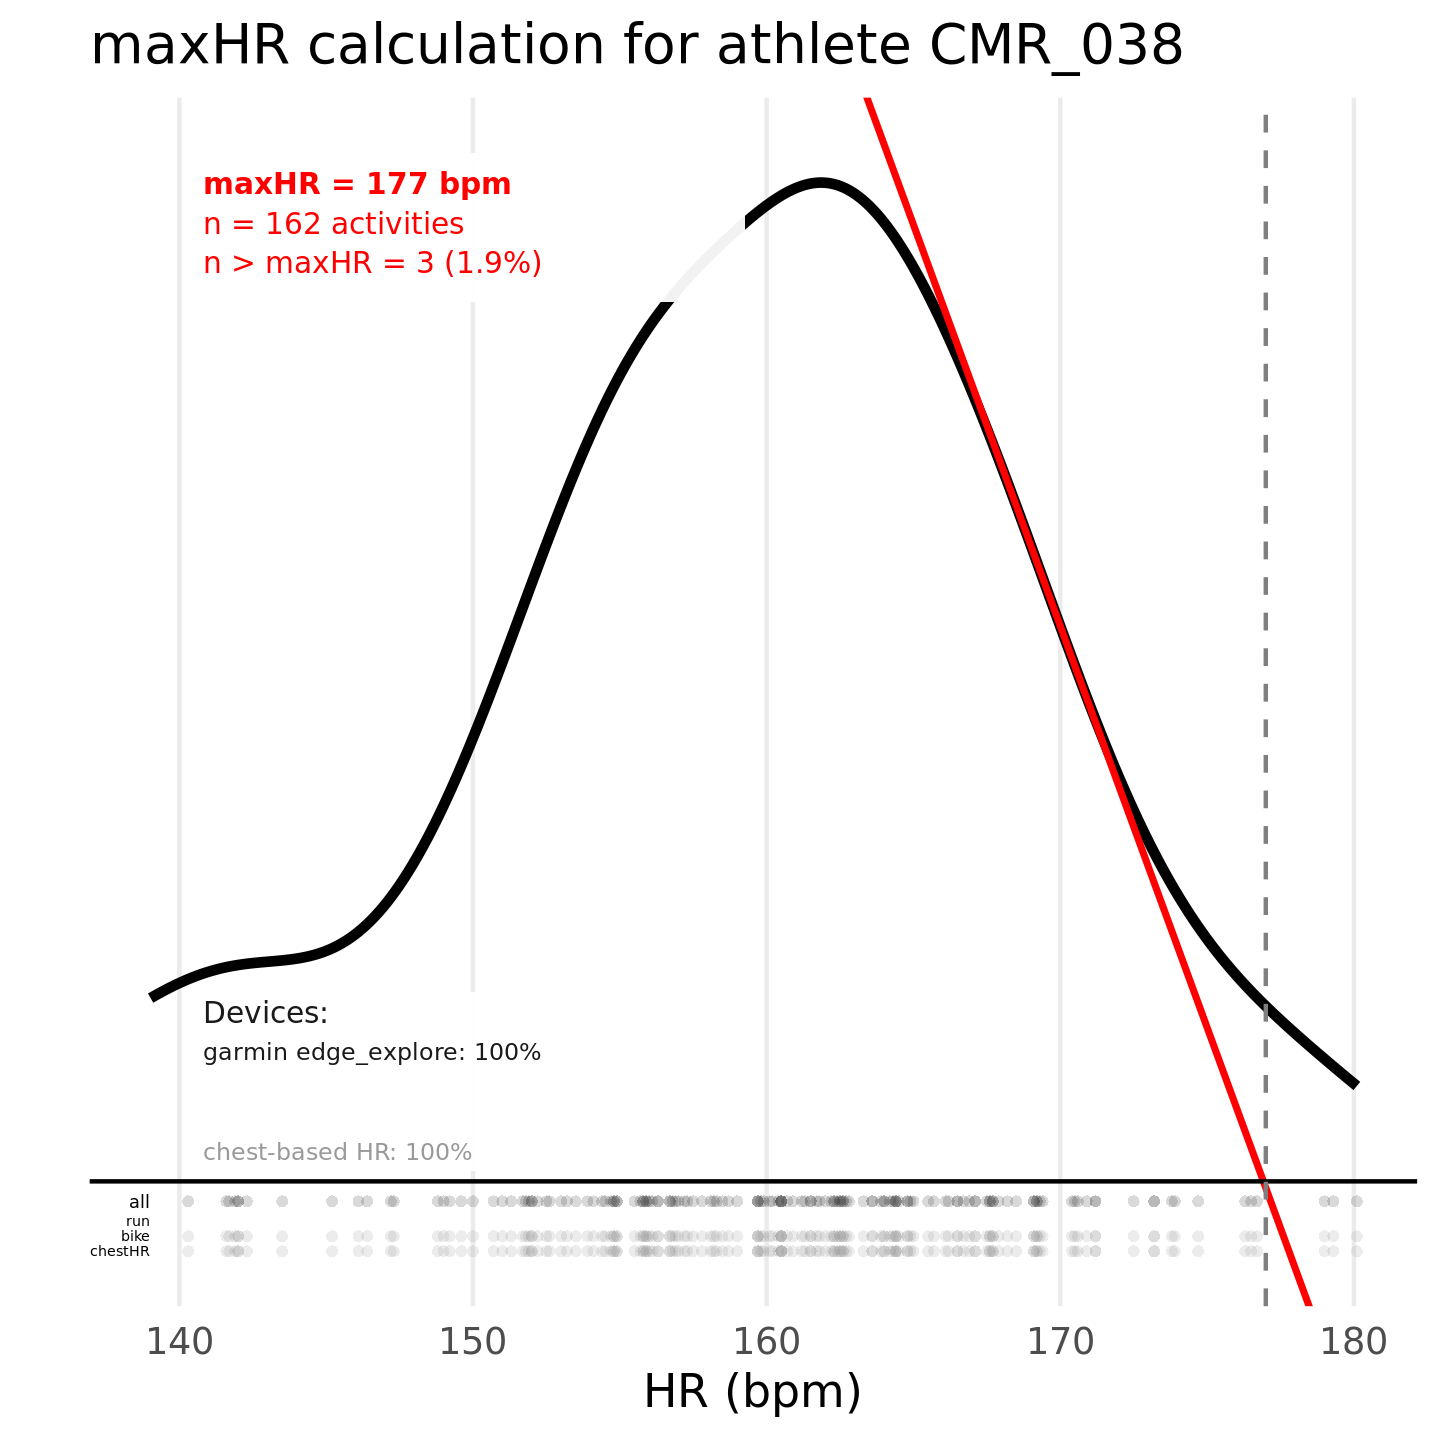 maxHR calculation for athlete CMR_038
maxHR = 177 bpm
n = 162 activities
n > maxHR = 3 (1.9%)
Devices:
garmin edge_explore: 100%
chest-based HR: 100%
all
run
bike
chestHR
140 150 160 170 180
HR (bpm)